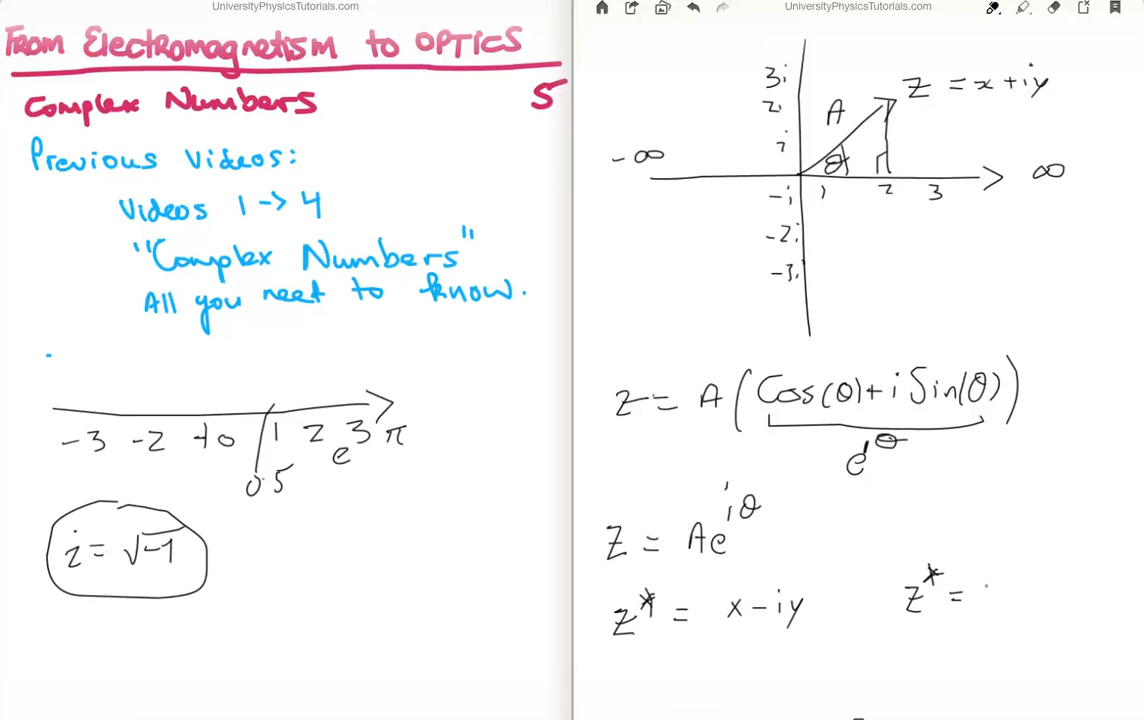 UniversityPhysicsTutorials.com
From Electromagnetism to OPTICS
Complex Numbers 5
Previous Videos:
Videos 1 -> 4
"Complex Numbers"
All you need to know.
-3 -2 -1 0 1 2 e 3 π
0.5
i = √-1
UniversityPhysicsTutorials.com
3i
2i
i
A
z = x + iy
θ
-∞
∞
-i 1 2 3
-2i
-3i
z = A(Cos(θ) + i Sin(θ))
e^iθ
z = Ae^iθ
z* = x - iy z* =